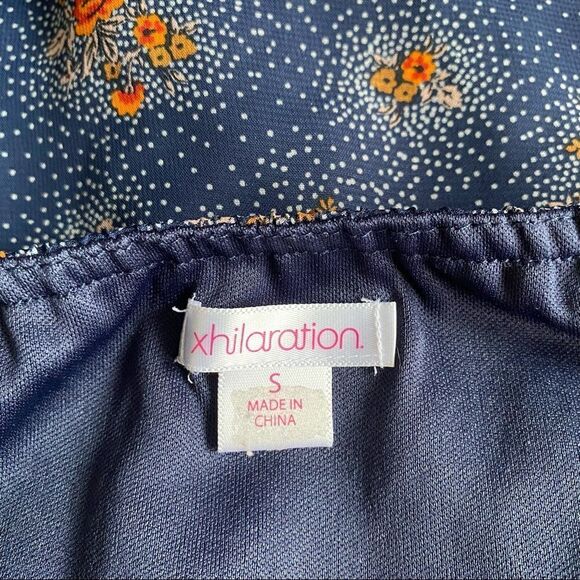 xhilaration.
S
MADE IN
CHINA